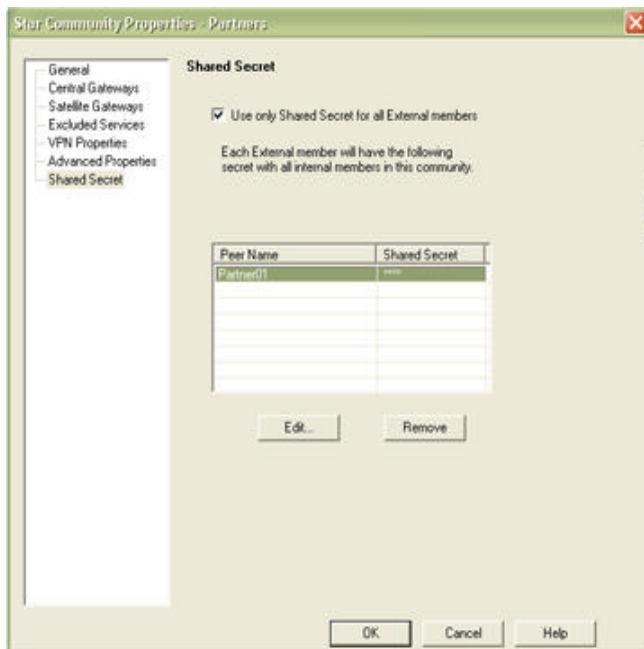 Star Community Properties - Partners
General
Central Gateways
Satellite Gateways
Excluded Services
VPN Properties
Advanced Properties
Shared Secret
Shared Secret
Use only Shared Secret for all External members
Each External member will have the following
secret with all internal members in this community.
Peer Name Shared Secret
Partner01 ****
Edit... Remove
OK Cancel Help